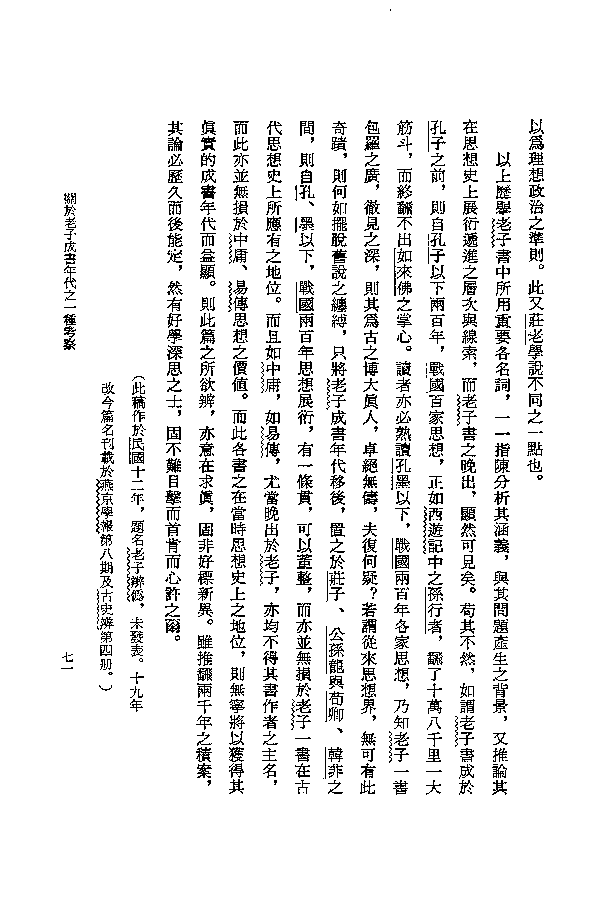 以爲理想政治之準則。此又莊老學說不同之一點也。
以上歷舉老子書中所用重要各名詞，一一指陳分析其涵義，與其問題產生之背景，又推論其
在思想史上展衍遞進之層次與線索，而老子書之晚出，顯然可見矣。苟其不然，如謂老子書成於
孔子之前，則自孔子以下兩百年，戰國百家思想，正如西遊記中之孫行者，翻了十萬八千里一大
筋斗，而終翻不出如來佛之掌心。讀者亦必熟讀孔墨以下，戰國兩百年各家思想，乃知老子一書
包羅之廣，徹見之深，則其爲古之博大眞人，卓絕無儔，夫復何疑？若謂從來思想界，無可有此
奇蹟，則何如擺脫舊說之纏縛，只將老子成書年代移後，置之於莊子、公孫龍與荀卿、韓非之
間，則自孔、墨以下，戰國兩百年思想展衍，有一條貫，可以董整，而亦並無損於老子一書在古
代思想史上所應有之地位。而且如中庸，如易傳，尤當晚出於老子，亦均不得其書作者之主名，
而此亦並無損於中庸、易傳思想之價值。而此各書之在當時思想史上之地位，則無寧將以獲得其
眞實的成書年代而益顯。則此篇之所欲辨，亦意在求眞，固非好標新異。雖推翻兩千年之積案，
其論必歷久而後能定，然有好學深思之士，固不難目擊而首肯而心許之爾。
（此稿作於民國十二年，題名老子辨僞，未發表。十九年
改今篇名刊載於燕京學報第八期及古史辨第四册。）
關於老子成書年代之一種考察
七一